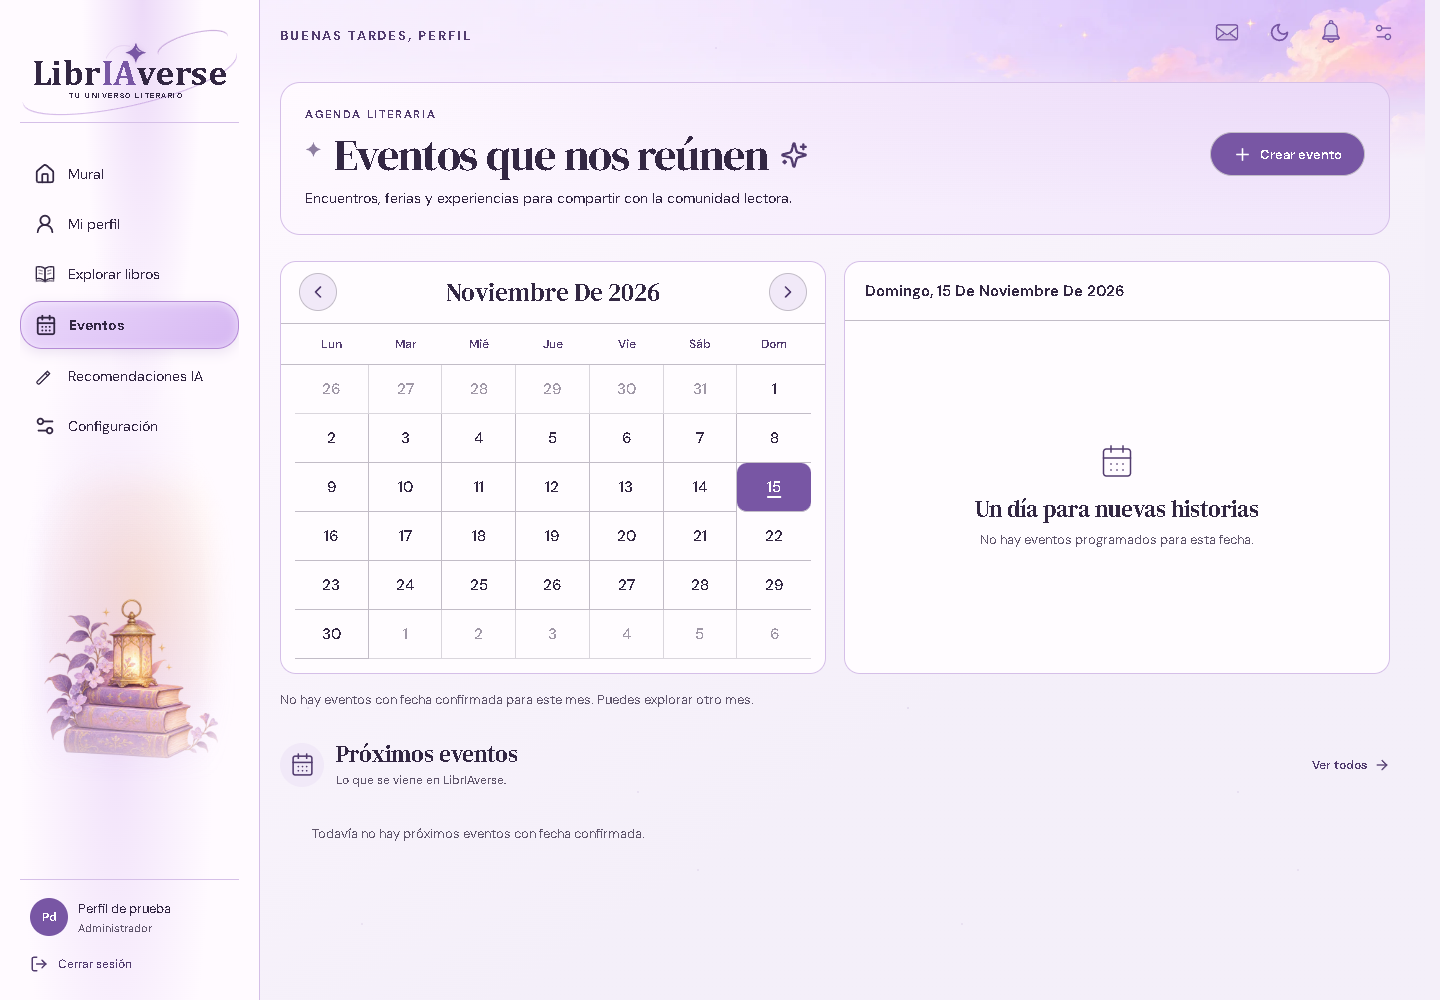 LibrIAverse
TU UNIVERSO LITERARIO
Mural
Mi perfil
Explorar libros
Eventos
Recomendaciones IA
Configuración
Pd
Perfil de prueba
Administrador
Cerrar sesión
BUENAS TARDES, PERFIL
AGENDA LITERARIA
Eventos que nos reúnen
Encuentros, ferias y experiencias para compartir con la comunidad lectora.
Crear evento
Noviembre De 2026
Lun Mar Mié Jue Vie Sáb Dom
26 27 28 29 30 31 1
2 3 4 5 6 7 8
9 10 11 12 13 14 15
16 17 18 19 20 21 22
23 24 25 26 27 28 29
30 1 2 3 4 5 6
Domingo, 15 De Noviembre De 2026
Un día para nuevas historias
No hay eventos programados para esta fecha.
No hay eventos con fecha confirmada para este mes. Puedes explorar otro mes.
Próximos eventos
Lo que se viene en LibrIAverse.
Ver todos
Todavía no hay próximos eventos con fecha confirmada.